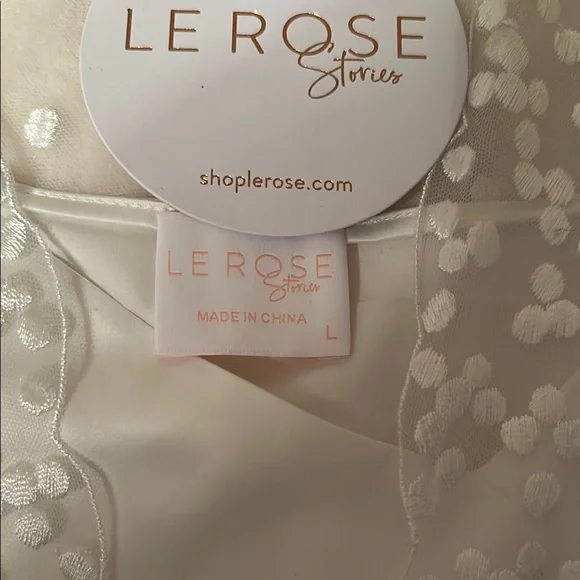 LE ROSE
Stories
shoplerose.com
LE ROSE
Stories
MADE IN CHINA
L